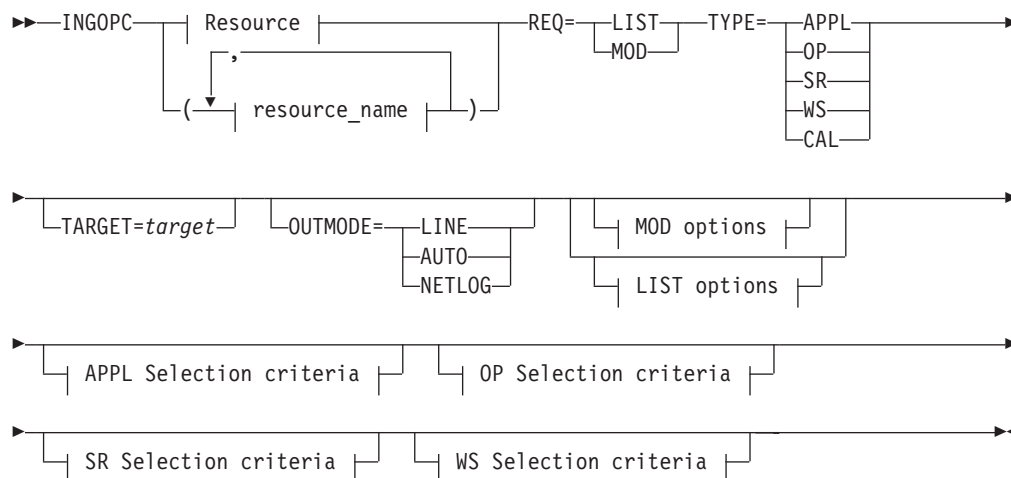 INGOPC Resource REQ= LIST TYPE= APPL
, MOD OP
( resource_name ) SR
WS
CAL
TARGET=target OUTMODE= LINE MOD options
AUTO
NETLOG LIST options
APPL Selection criteria OP Selection criteria
SR Selection criteria WS Selection criteria